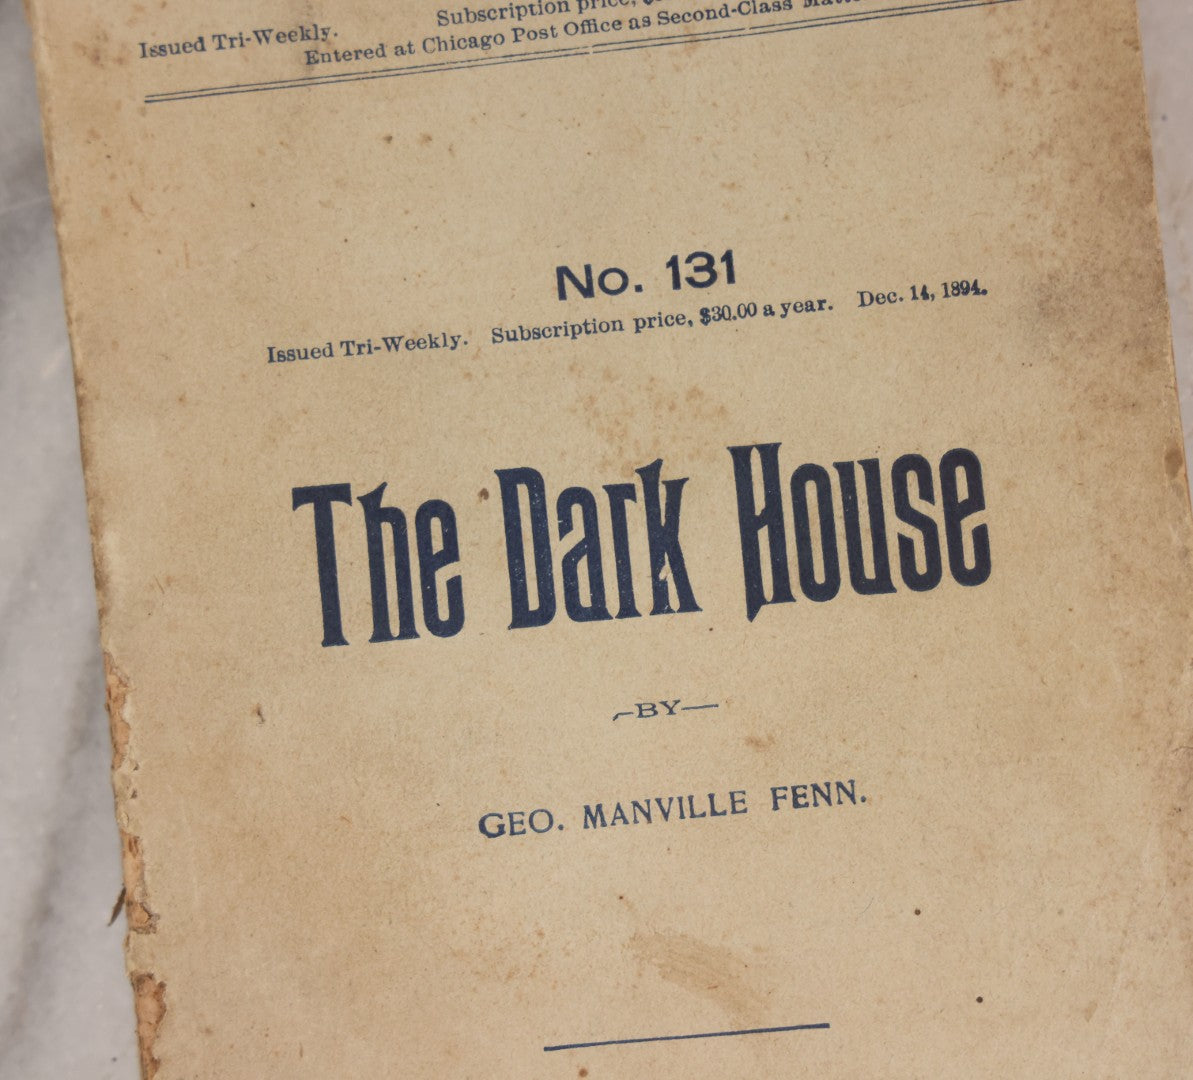 Subscription price,
Issued Tri-Weekly.
Entered at Chicago Post Office as Second-Class Matte
No. 131
Issued Tri-Weekly. Subscription price, $30.00 a year. Dec. 14, 1894.
The Dark House
—BY—
GEO. MANVILLE FENN.